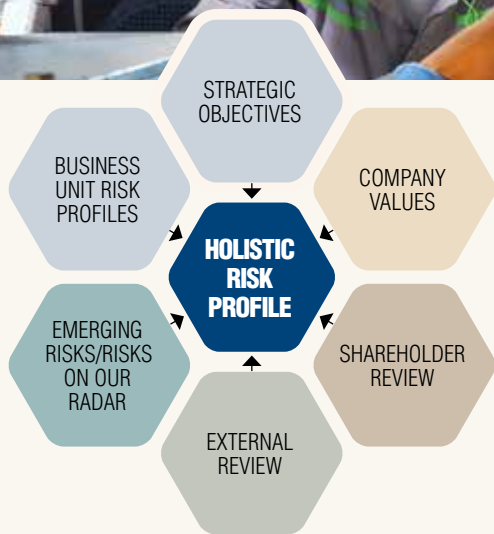 STRATEGIC
OBJECTIVES
BUSINESS
UNIT RISK
PROFILES
COMPANY
VALUES
HOLISTIC
RISK
PROFILE
EMERGING
RISKS/RISKS
ON OUR
RADAR
SHAREHOLDER
REVIEW
EXTERNAL
REVIEW